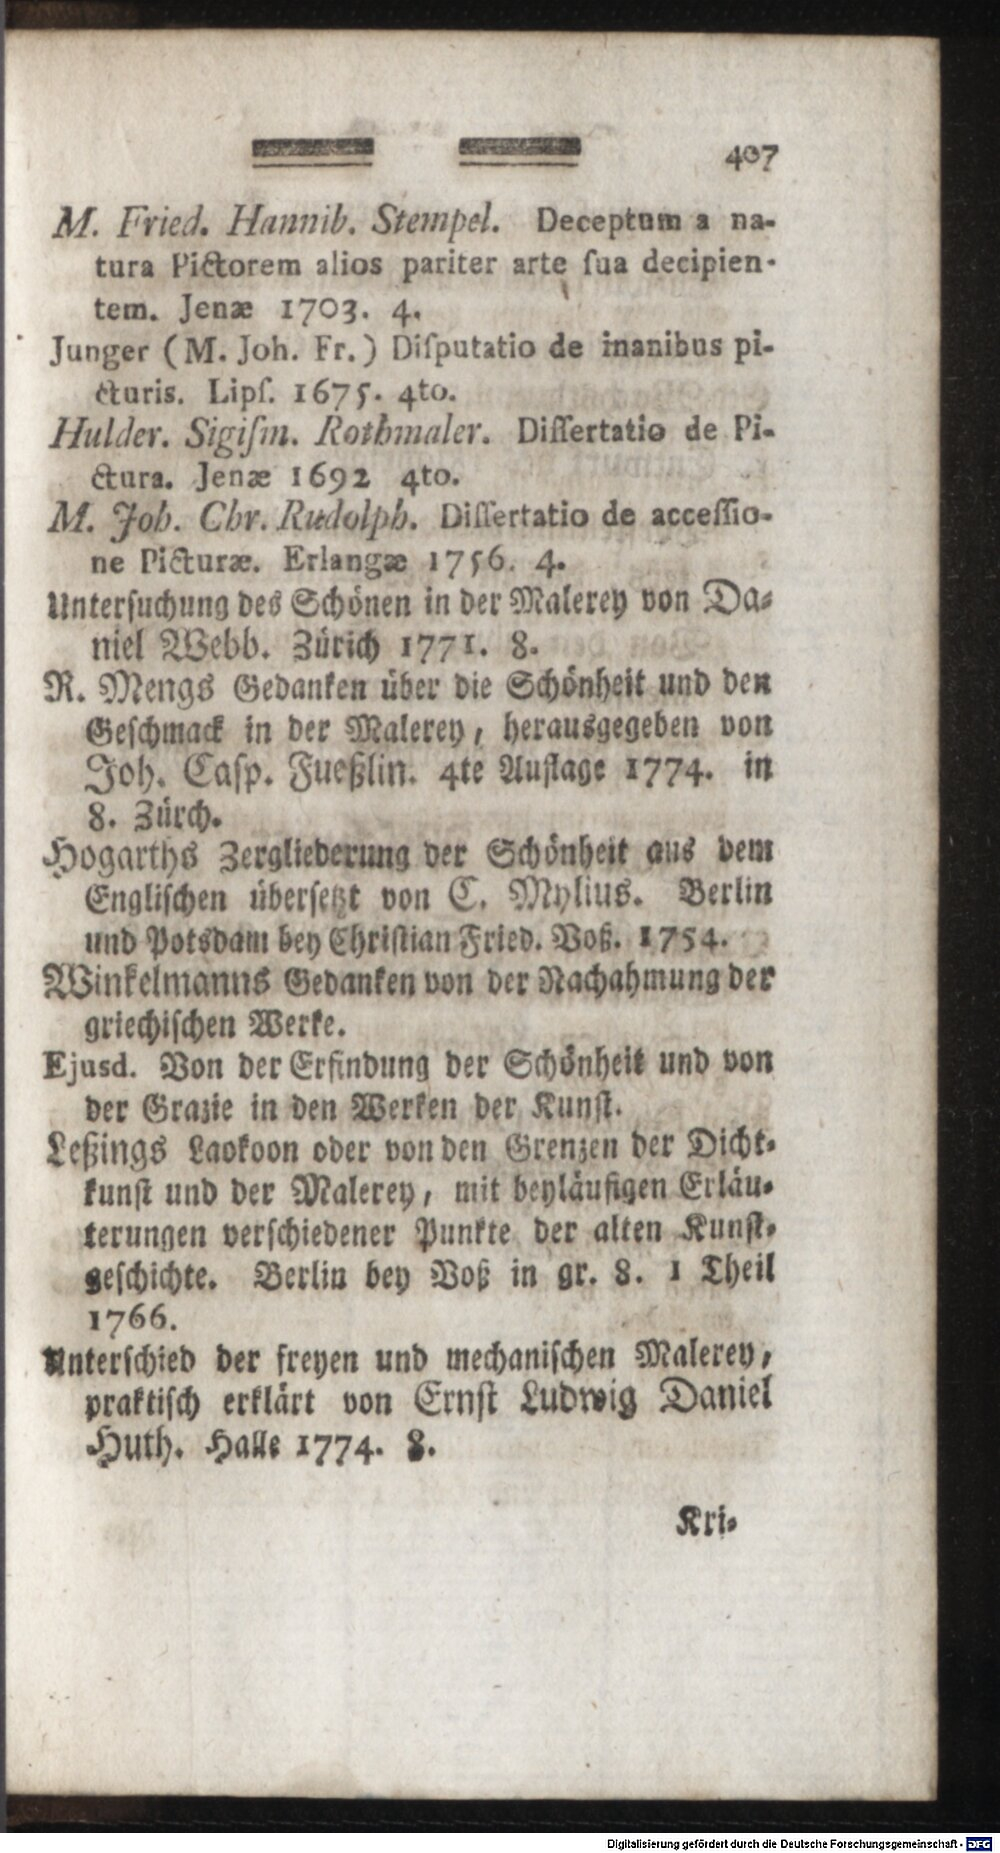 407
M. Fried. Hannib. Stempel. Deceptum a na-
tura Pictorem alios pariter arte ſua decipien-
tem. Jenæ 1703. 4.
Junger (M. Joh. Fr.) Diſputatio de inanibus pi-
cturis. Lipſ. 1675. 4to.
Hulder. Sigiſm. Rothmaler. Diſſertatio de Pi-
ctura. Jenæ 1692 4to.
M. Joh. Chr. Rudolph. Diſſertatio de acceſſio-
ne Picturæ. Erlangæ 1756. 4.
Unterſuchung des Schönen in der Malerey von Da-
niel Webb. Zürich 1771. 8.
R. Mengs Gedanken über die Schönheit und den
Geſchmack in der Malerey, herausgegeben von
Joh. Caſp. Fueßlin. 4te Auflage 1774. in
8. Zürch.
Hogarths Zergliederung der Schönheit aus dem
Engliſchen überſetzt von C. Mylius. Berlin
und Potsdam bey Chriſtian Fried. Voß. 1754.
Winkelmanns Gedanken von der Nachahmung der
griechiſchen Werke.
Ejusd. Von der Erfindung der Schönheit und von
der Grazie in den Werken der Kunſt.
Leßings Laokoon oder von den Grenzen der Dicht-
kunſt und der Malerey, mit beyläufigen Erläu-
terungen verſchiedener Punkte der alten Kunſt-
geſchichte. Berlin bey Voß in gr. 8. 1 Theil
1766.
Unterſchied der freyen und mechaniſchen Malerey,
praktiſch erklärt von Ernſt Ludwig Daniel
Huth. Halle 1774. 8.
Kri-
Digitalisierung gefördert durch die Deutsche Forschungsgemeinschaft - DFG